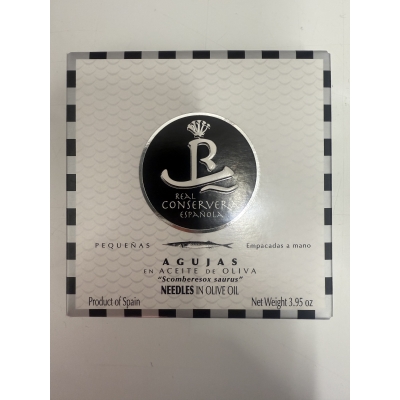 R
REAL
CONSERVERA
ESPAÑOLA
PEQUEÑAS Empacadas a mano
AGUJAS
EN ACEITE DE OLIVA
"Scomberesox saurus"
NEEDLES IN OLIVE OIL
Product of Spain Net Weight 3.95 oz